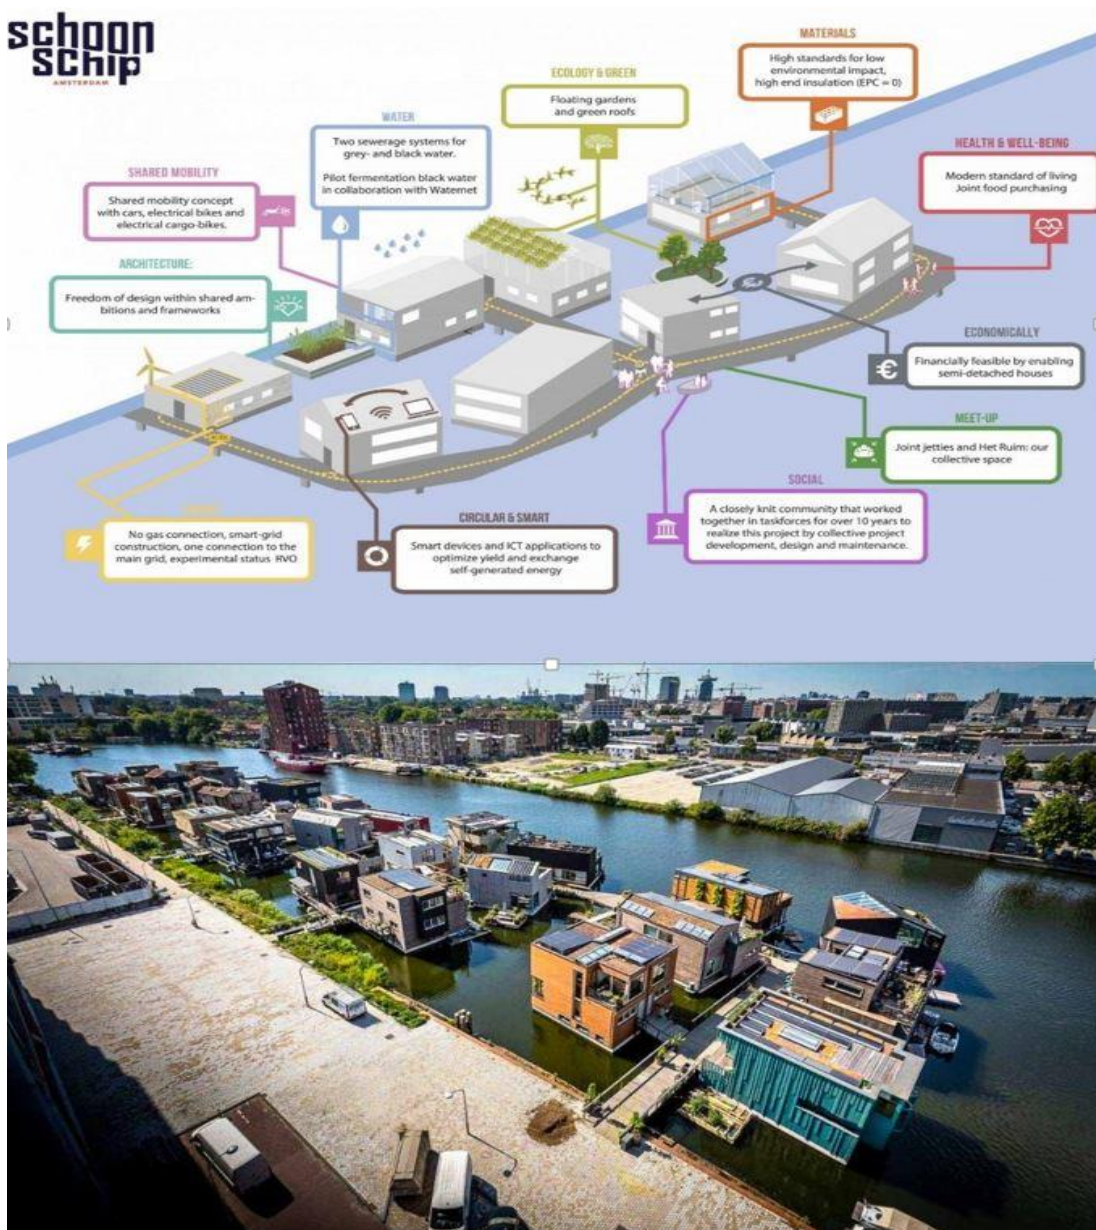 schoon
schip
AMSTERDAM
MATERIALS
High standards for low
environmental impact,
high end insulation (EPC = 0)
ECOLOGY & GREEN
Floating gardens
and green roofs
WATER
Two sewerage systems for
grey- and black water.
Pilot fermentation black water
in collaboration with Waternet
HEALTH & WELL-BEING
Modern standard of living
Joint food purchasing
SHARED MOBILITY
Shared mobility concept
with cars, electrical bikes and
electrical cargo-bikes.
ARCHITECTURE:
Freedom of design within shared am-
bitions and frameworks
ECONOMICALLY
Financially feasible by enabling
semi-detached houses
MEET-UP
Joint jetties and Het Ruim: our
collective space
SOCIAL
A closely knit community that worked
together in taskforces for over 10 years to
realize this project by collective project
development, design and maintenance.
CIRCULAR & SMART
Smart devices and ICT applications to
optimize yield and exchange
self-generated energy
No gas connection, smart-grid
construction, one connection to the
main grid, experimental status RVO